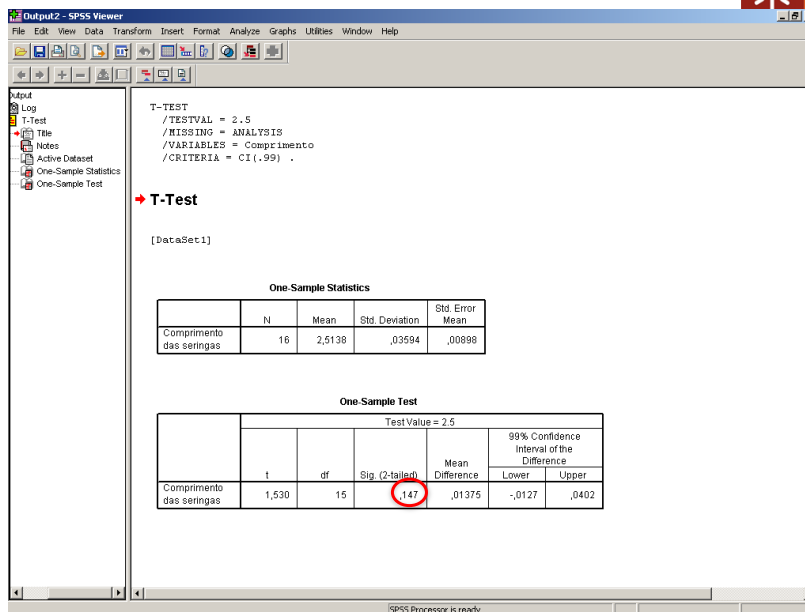 Output2 - SPSS Viewer
File Edit View Data Transform Insert Format Analyze Graphs Utilities Window Help
Output
Log
T-Test
Title
Notes
Active Dataset
One-Sample Statistics
One-Sample Test
T-TEST
/TESTVAL = 2.5
/MISSING = ANALYSIS
/VARIABLES = Comprimento
/CRITERIA = CI(.99) .
T-Test
[DataSet1]
One-Sample Statistics
N Mean Std. Deviation Std. Error Mean
Comprimento das seringas 16 2,5138 ,03594 ,00898
One-Sample Test
Test Value = 2.5
t df Sig. (2-tailed) Mean Difference 99% Confidence Interval of the Difference
Lower Upper
Comprimento das seringas 1,530 15 ,147 ,01375 -,0127 ,0402
SPSS Processor is ready